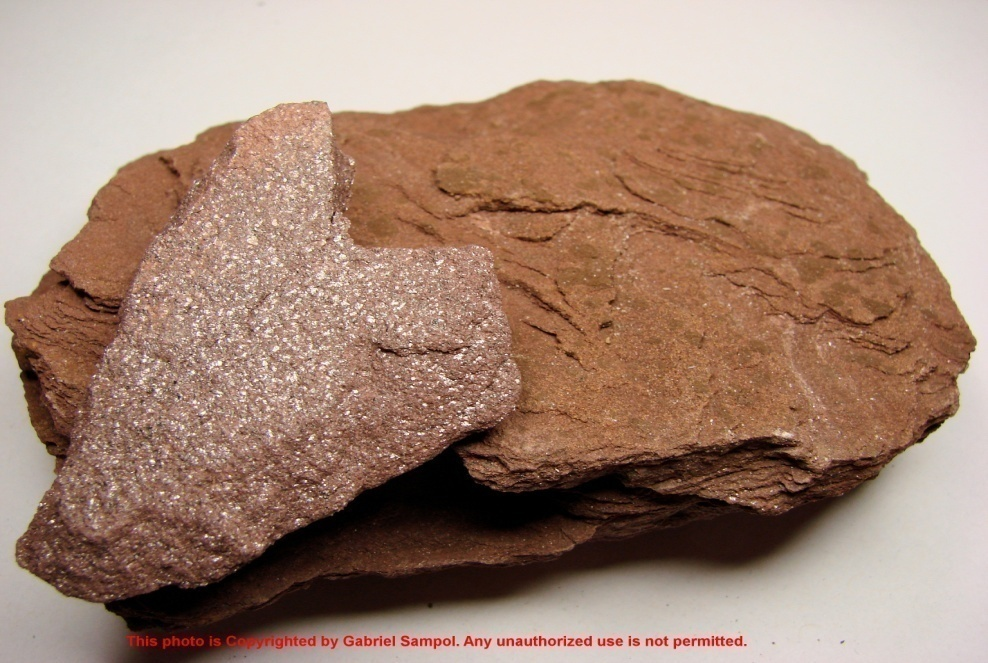 This photo is Copyrighted by Gabriel Sampol. Any unauthorized use is not permitted.